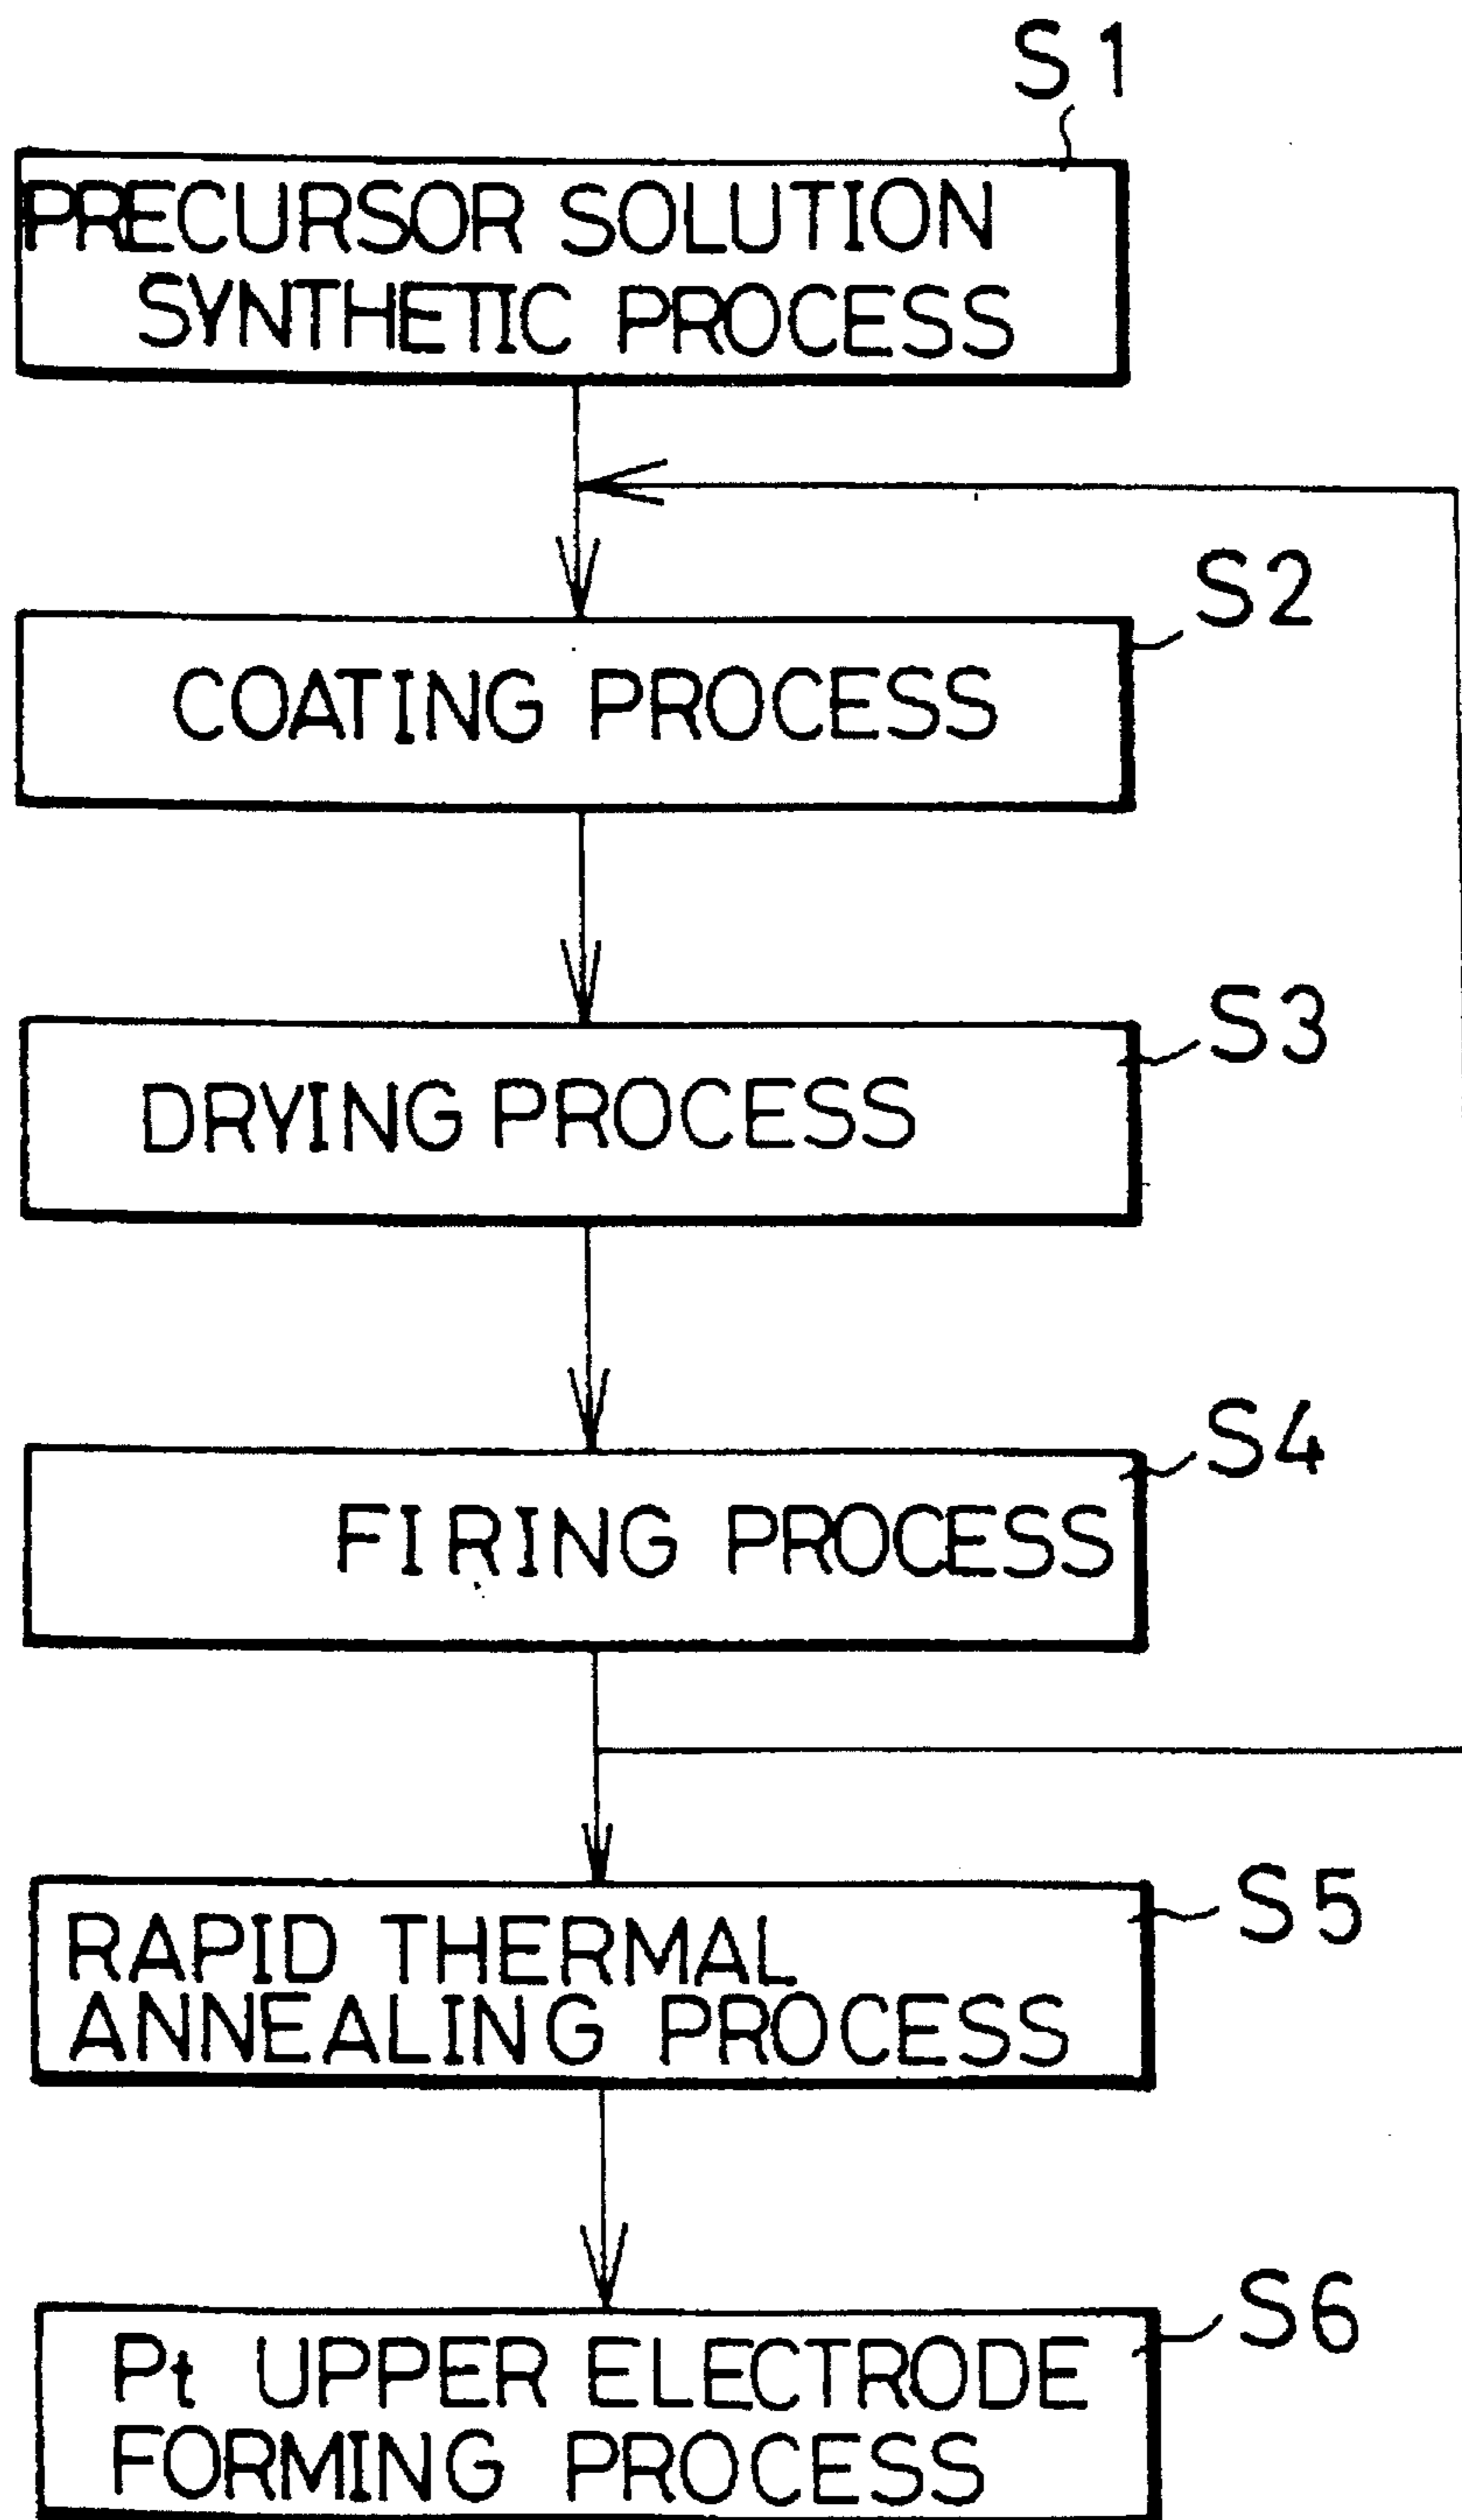 S1
PRECURSOR SOLUTION
SYNTHETIC PROCESS
S2
COATING PROCESS
S3
DRYING PROCESS
S4
FIRING PROCESS
S5
RAPID THERMAL
ANNEALING PROCESS
S6
Pt UPPER ELECTRODE
FORMING PROCESS